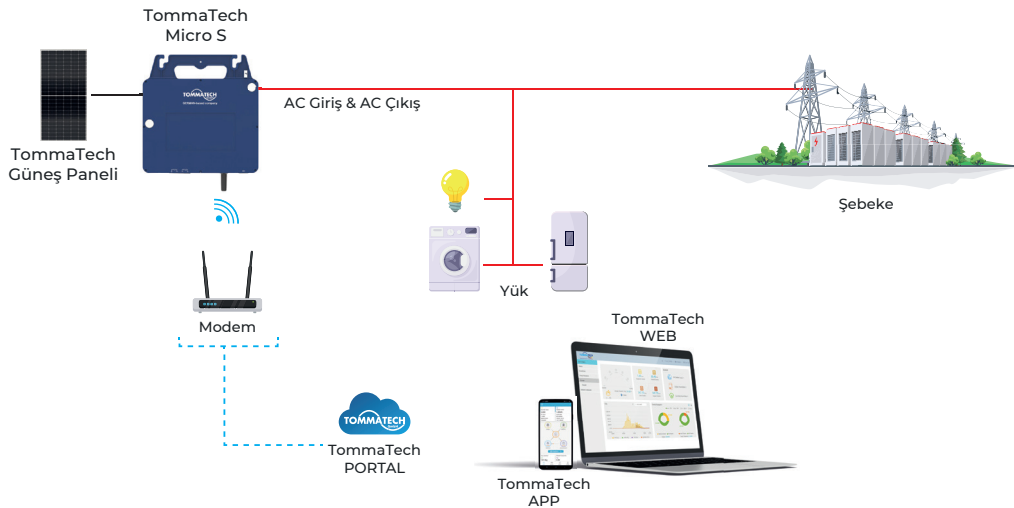 TommaTech
Micro S
TOMMATECH
AC Giriş & AC Çıkış
TommaTech
Güneş Paneli
Şebeke
Yük
Modem
TommaTech
WEB
TOMMATECH
TommaTech
PORTAL
TommaTech
APP